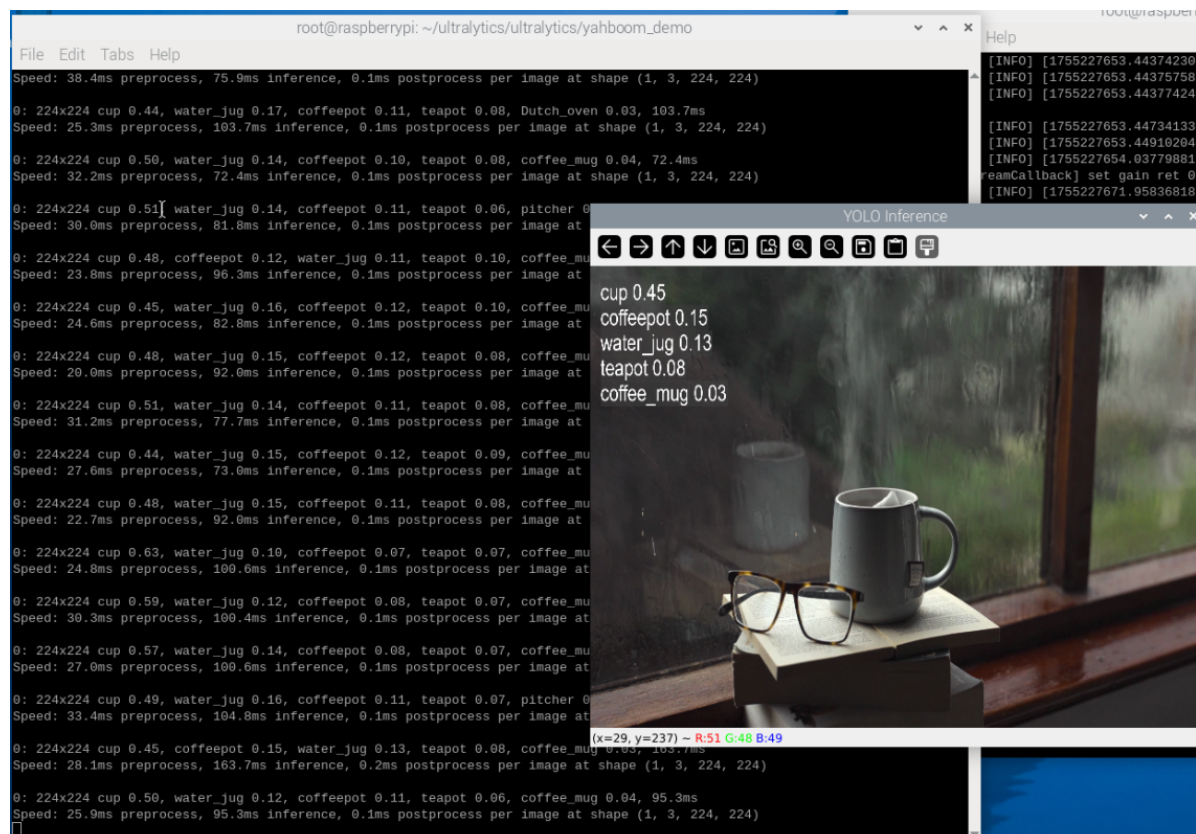 root@raspberrypi: ~/ultralytics/ultralytics/yahboom_demo
File Edit Tabs Help
Speed: 38.4ms preprocess, 75.9ms inference, 0.1ms postprocess per image at shape (1, 3, 224, 224)
0: 224x224 cup 0.44, water_jug 0.17, coffeepot 0.11, teapot 0.08, Dutch_oven 0.03, 103.7ms
Speed: 25.3ms preprocess, 103.7ms inference, 0.1ms postprocess per image at shape (1, 3, 224, 224)
0: 224x224 cup 0.50, water_jug 0.14, coffeepot 0.10, teapot 0.08, coffee_mug 0.04, 72.4ms
Speed: 32.2ms preprocess, 72.4ms inference, 0.1ms postprocess per image at shape (1, 3, 224, 224)
0: 224x224 cup 0.51, water_jug 0.14, coffeepot 0.11, teapot 0.06, pitcher 0
Speed: 30.0ms preprocess, 81.8ms inference, 0.1ms postprocess per image at
0: 224x224 cup 0.48, coffeepot 0.12, water_jug 0.11, teapot 0.10, coffee_mu
Speed: 23.8ms preprocess, 96.3ms inference, 0.1ms postprocess per image at
0: 224x224 cup 0.45, water_jug 0.16, coffeepot 0.12, teapot 0.10, coffee_mu
Speed: 24.6ms preprocess, 82.8ms inference, 0.1ms postprocess per image at
0: 224x224 cup 0.48, water_jug 0.15, coffeepot 0.12, teapot 0.08, coffee_mu
Speed: 20.0ms preprocess, 92.0ms inference, 0.1ms postprocess per image at
0: 224x224 cup 0.51, water_jug 0.14, coffeepot 0.11, teapot 0.08, coffee_mu
Speed: 31.2ms preprocess, 77.7ms inference, 0.1ms postprocess per image at
0: 224x224 cup 0.44, water_jug 0.15, coffeepot 0.12, teapot 0.09, coffee_mu
Speed: 27.6ms preprocess, 73.0ms inference, 0.1ms postprocess per image at
0: 224x224 cup 0.48, water_jug 0.15, coffeepot 0.11, teapot 0.08, coffee_mu
Speed: 22.7ms preprocess, 92.0ms inference, 0.1ms postprocess per image at
0: 224x224 cup 0.63, water_jug 0.10, coffeepot 0.07, teapot 0.07, coffee_mu
Speed: 24.8ms preprocess, 100.6ms inference, 0.1ms postprocess per image at
0: 224x224 cup 0.59, water_jug 0.12, coffeepot 0.08, teapot 0.07, coffee_mu
Speed: 30.3ms preprocess, 100.4ms inference, 0.1ms postprocess per image at
0: 224x224 cup 0.57, water_jug 0.14, coffeepot 0.08, teapot 0.07, coffee_mu
Speed: 27.0ms preprocess, 100.6ms inference, 0.1ms postprocess per image at
0: 224x224 cup 0.49, water_jug 0.16, coffeepot 0.11, teapot 0.07, pitcher 0
Speed: 33.4ms preprocess, 104.8ms inference, 0.1ms postprocess per image at
0: 224x224 cup 0.45, coffeepot 0.15, water_jug 0.13, teapot 0.08, coffee_mug 0.03, 163.7ms
Speed: 28.1ms preprocess, 163.7ms inference, 0.2ms postprocess per image at shape (1, 3, 224, 224)
0: 224x224 cup 0.50, water_jug 0.12, coffeepot 0.11, teapot 0.06, coffee_mug 0.04, 95.3ms
Speed: 25.9ms preprocess, 95.3ms inference, 0.1ms postprocess per image at shape (1, 3, 224, 224)
root@raspberr
Help
[INFO] [1755227653.44374230
[INFO] [1755227653.44375758
[INFO] [1755227653.44377424
[INFO] [1755227653.44734133
[INFO] [1755227653.44910204
[INFO] [1755227654.03779881
reamCallback] set gain ret 0
[INFO] [1755227671.95836818
YOLO Inference
cup 0.45
coffeepot 0.15
water_jug 0.13
teapot 0.08
coffee_mug 0.03
(x=29, y=237) ~ R:51 G:48 B:49